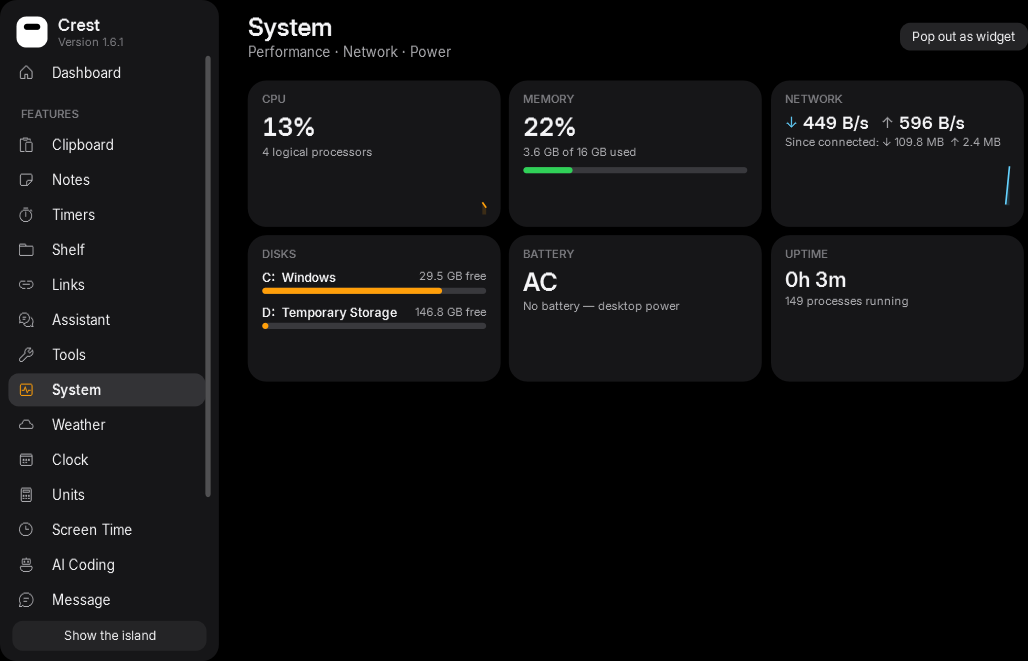 Crest
Version 1.6.1
Dashboard
FEATURES
Clipboard
Notes
Timers
Shelf
Links
Assistant
Tools
System
Weather
Clock
Units
Screen Time
AI Coding
Message
Show the island
System
Performance · Network · Power
Pop out as widget
CPU
13%
4 logical processors
MEMORY
22%
3.6 GB of 16 GB used
NETWORK
↓ 449 B/s ↑ 596 B/s
Since connected: ↓ 109.8 MB ↑ 2.4 MB
DISKS
C: Windows 29.5 GB free
D: Temporary Storage 146.8 GB free
BATTERY
AC
No battery — desktop power
UPTIME
0h 3m
149 processes running